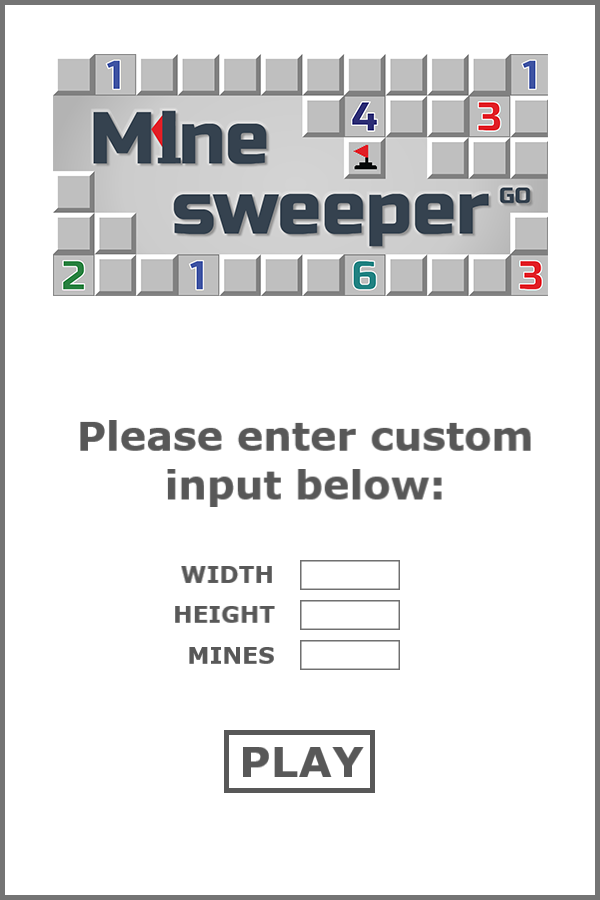 1 1
4 3
Mine
sweeper GO
2 1 6 3
Please enter custom
input below:
WIDTH
HEIGHT
MINES
PLAY